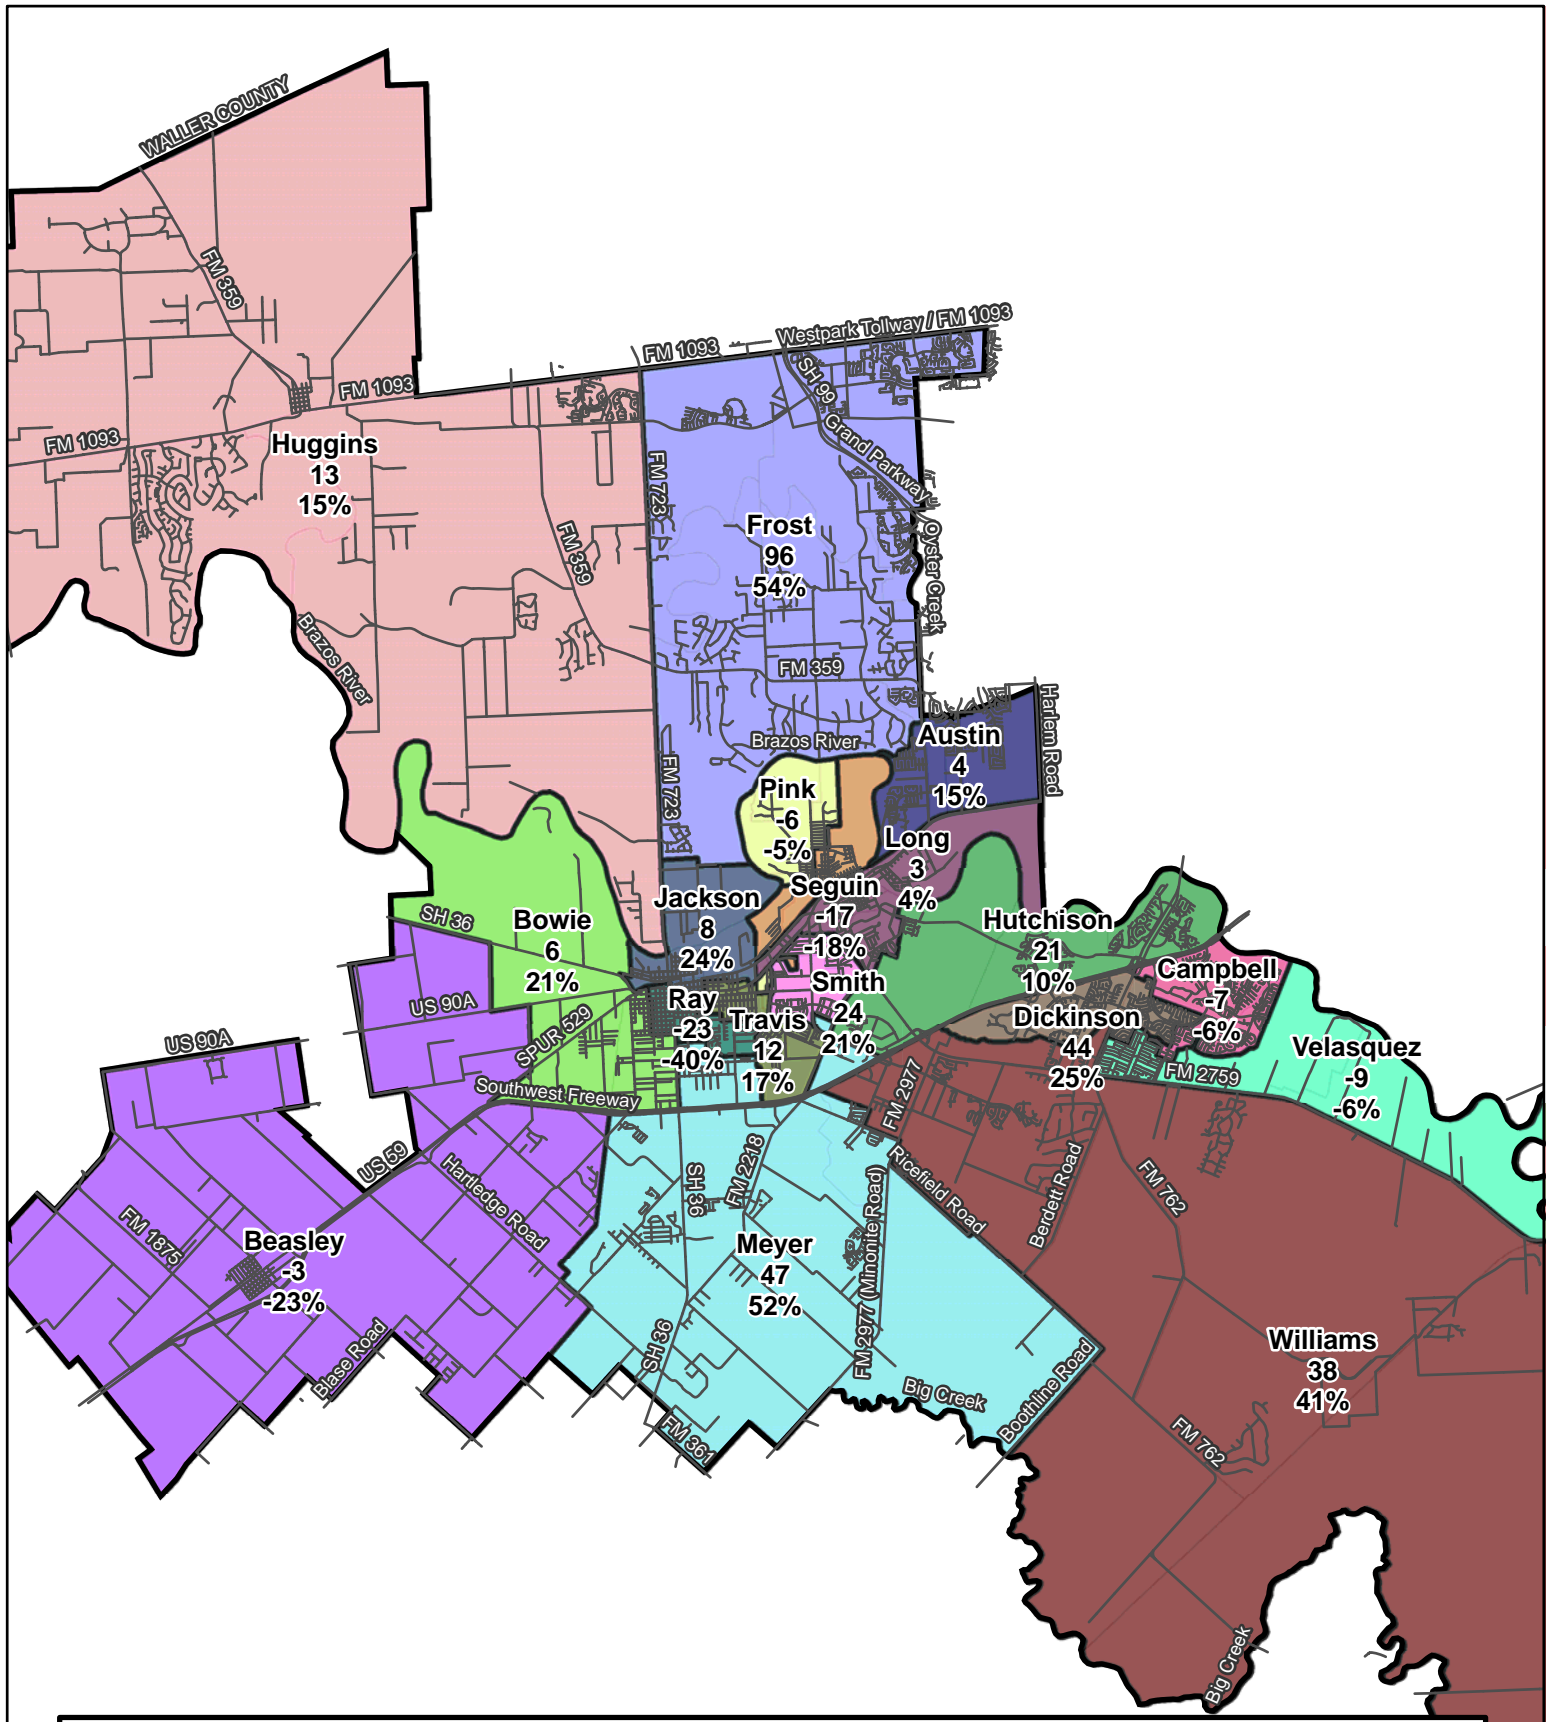 WALLER COUNTY
FM 359
Westpark Tollway / FM 1093
FM 1093
FM 1093
FM 1093
SH 99
Grand Parkway
Huggins
13
15%
FM 723
FM 359
Frost
96
54%
Oyster Creek
Brazos River
FM 359
Brazos River
Harlem Road
Austin
4
15%
FM 723
Pink
-6
-5%
Long
3
4%
Seguin
-17
-18%
Jackson
8
24%
SH 36
Bowie
6
21%
Hutchison
21
10%
Campbell
-7
-6%
Smith
24
21%
US 90A
Ray
-23
-40%
Travis
12
17%
Dickinson
44
25%
SPUR 529
US 90A
Velasquez
-9
-6%
FM 2759
FM 2977
Southwest Freeway
US 59
Hartledge Road
SH 36
FM 2218
Ricefield Road
Berdett Road
FM 762
FM 1875
Beasley
-3
-23%
Meyer
47
52%
FM 2977 (Minonite Road)
Blase Road
SH 36
Williams
38
41%
Big Creek
Boothline Road
FM 361
FM 762
Big Creek